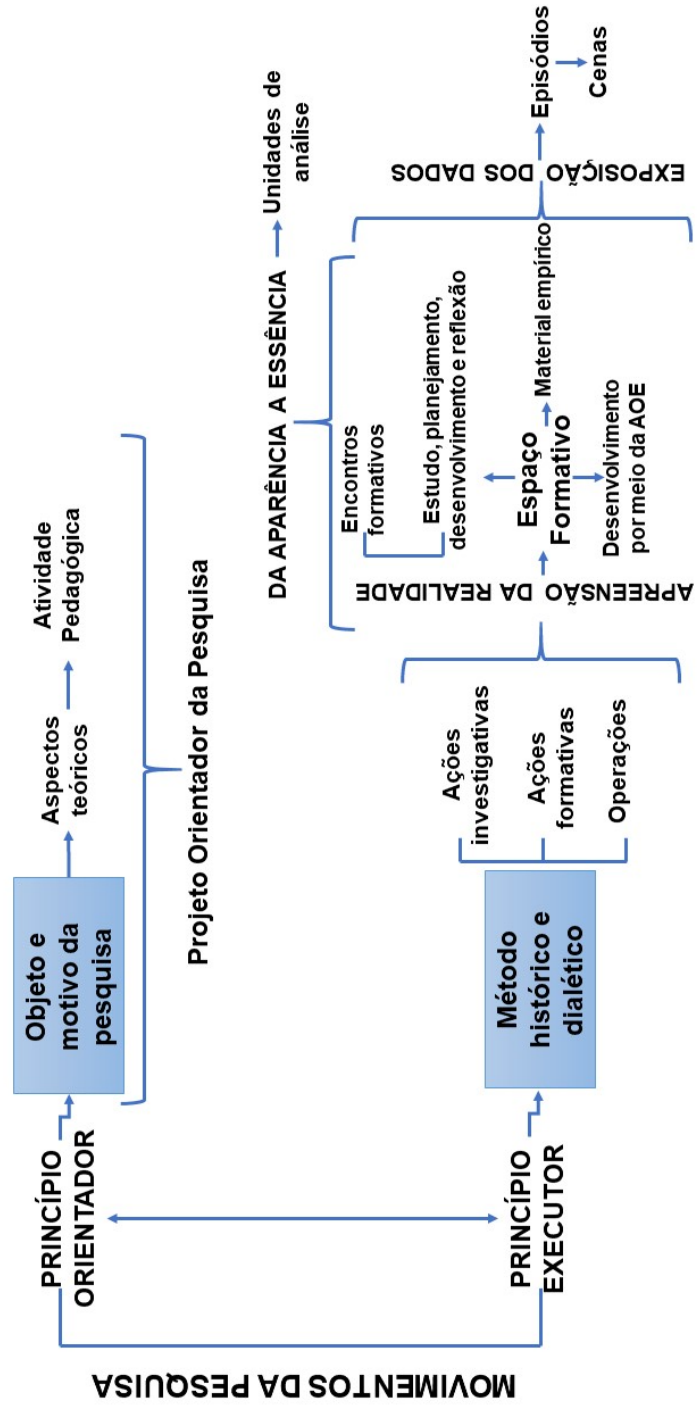 MOVIMENTOS DA PESQUISA
PRINCÍPIO
ORIENTADOR
Objeto e
motivo da
pesquisa
Aspectos
teóricos
Atividade
Pedagógica
Projeto Orientador da Pesquisa
PRINCÍPIO
EXECUTOR
Método
histórico e
dialético
Ações
investigativas
Ações
formativas
Operações
APREENSÃO DA REALIDADE
DA APARÊNCIA A ESSÊNCIA
Unidades de
análise
Encontros
formativos
Estudo, planejamento,
desenvolvimento e reflexão
Espaço
Formativo
Desenvolvimento
por meio da AOE
Material empírico
EXPOSIÇÃO DOS DADOS
Episódios
Cenas